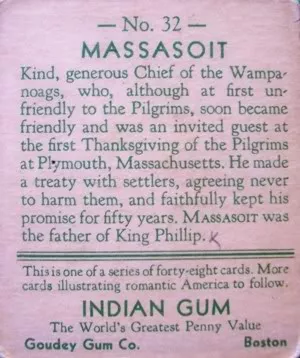 — No. 32 —
MASSASOIT
Kind, generous Chief of the Wampa-
noags, who, although at first un-
friendly to the Pilgrims, soon became
friendly and was an invited guest at
the first Thanksgiving of the Pilgrims
at Plymouth, Massachusetts. He made
a treaty with settlers, agreeing never
to harm them, and faithfully kept his
promise for fifty years. MASSASOIT was
the father of King Phillip. K
This is one of a series of forty-eight cards. More
cards illustrating romantic America to follow.
INDIAN GUM
The World's Greatest Penny Value
Goudey Gum Co. Boston